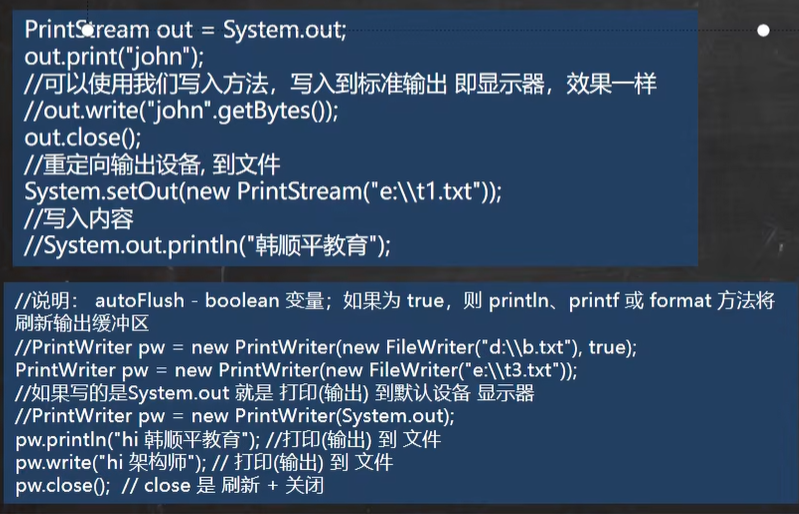 PrintStream out = System.out;
out.print("john");
//可以使用我们写入方法，写入到标准输出 即显示器，效果一样
//out.write("john".getBytes());
out.close();
//重定向输出设备, 到文件
System.setOut(new PrintStream("e:\\t1.txt"));
//写入内容
//System.out.println("韩顺平教育");
//说明： autoFlush - boolean 变量；如果为 true，则 println、printf 或 format 方法将
刷新输出缓冲区
//PrintWriter pw = new PrintWriter(new FileWriter("d:\\b.txt"), true);
PrintWriter pw = new PrintWriter(new FileWriter("e:\\t3.txt"));
//如果写的是System.out 就是 打印(输出) 到默认设备 显示器
//PrintWriter pw = new PrintWriter(System.out);
pw.println("hi 韩顺平教育"); //打印(输出) 到 文件
pw.write("hi 架构师"); // 打印(输出) 到 文件
pw.close(); // close 是 刷新 + 关闭